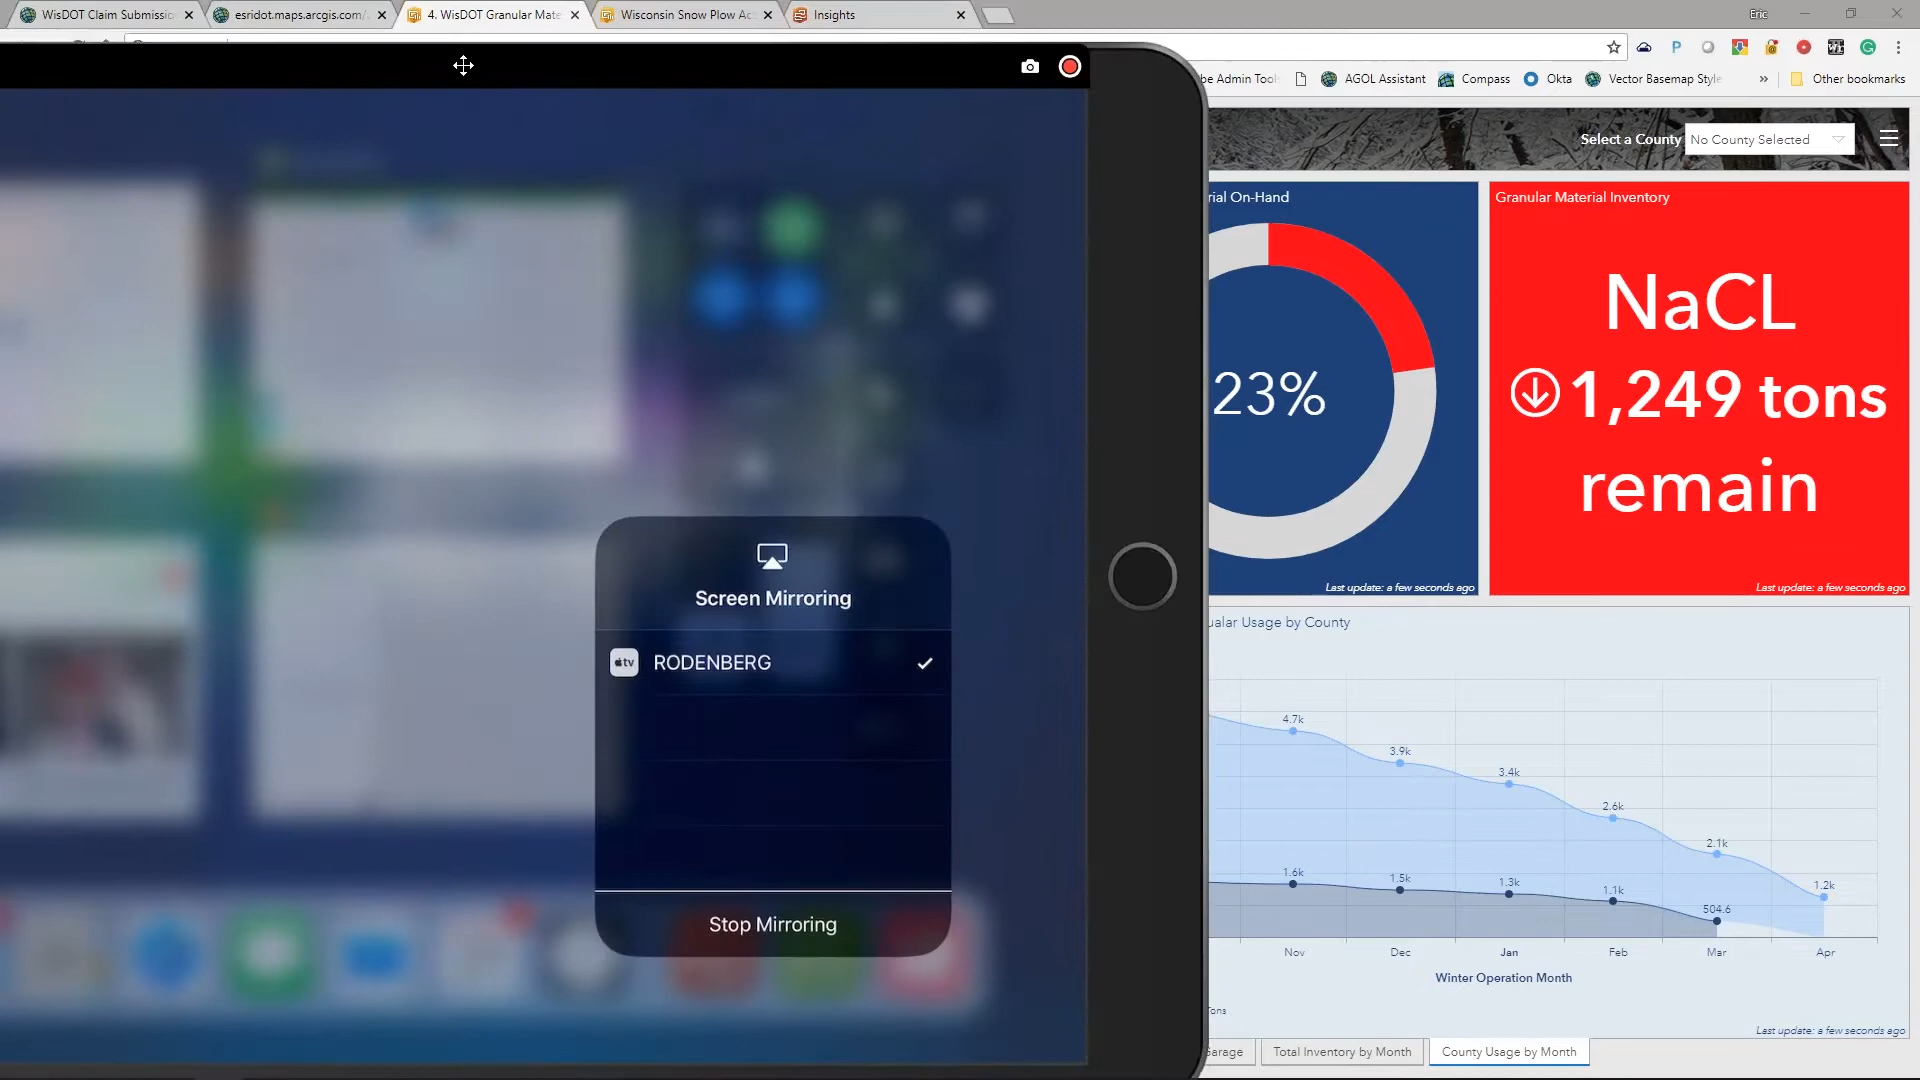 WisDOT Claim Submissio
esridot.maps.arcgis.com/
4. WisDOT Granular Mate
Wisconsin Snow Plow Ac
Insights
Eric
be Admin Tool
AGOL Assistant
Compass
Okta
Vector Basemap Style
»
Other bookmarks
Select a County
No County Selected
rial On-Hand
23%
Last update: a few seconds ago
Granular Material Inventory
NaCL
1,249 tons
remain
Last update: a few seconds ago
Screen Mirroring
tv
RODENBERG
Stop Mirroring
ualar Usage by County
4.7k
3.9k
3.4k
2.6k
2.1k
1.2k
1.6k
1.5k
1.3k
1.1k
504.6
Nov
Dec
Jan
Feb
Mar
Apr
Winter Operation Month
Tons
Last update: a few seconds ago
Garage
Total Inventory by Month
County Usage by Month